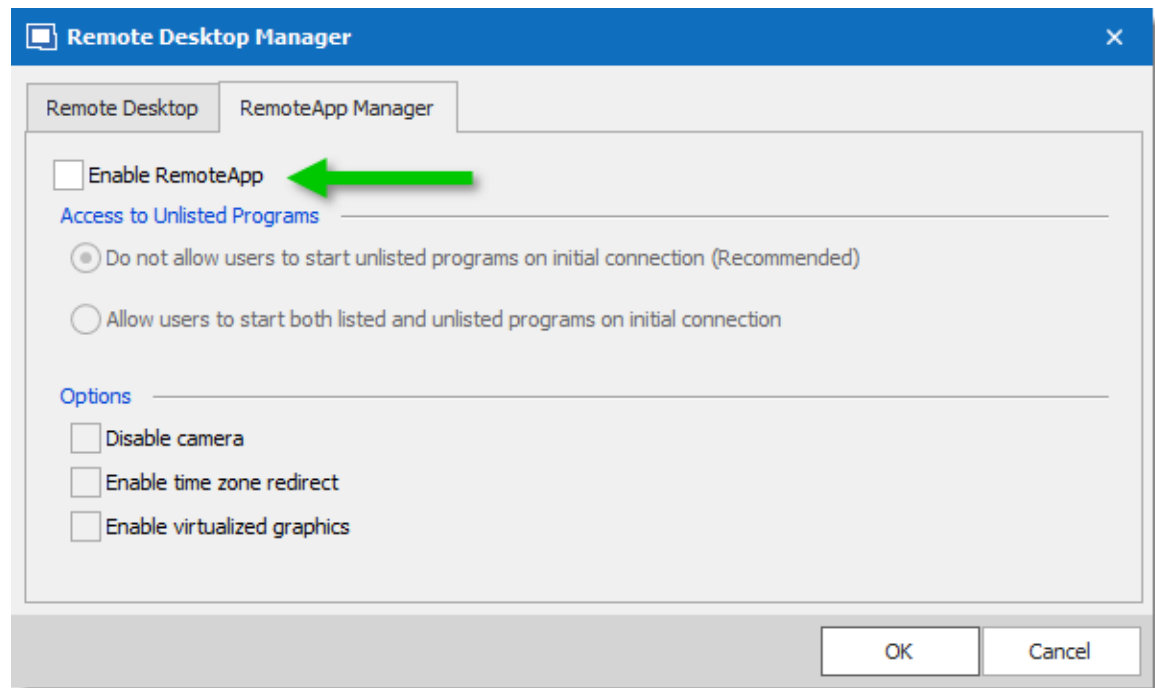 Remote Desktop Manager
Remote Desktop
RemoteApp Manager
Enable RemoteApp
Access to Unlisted Programs
Do not allow users to start unlisted programs on initial connection (Recommended)
Allow users to start both listed and unlisted programs on initial connection
Options
Disable camera
Enable time zone redirect
Enable virtualized graphics
OK
Cancel